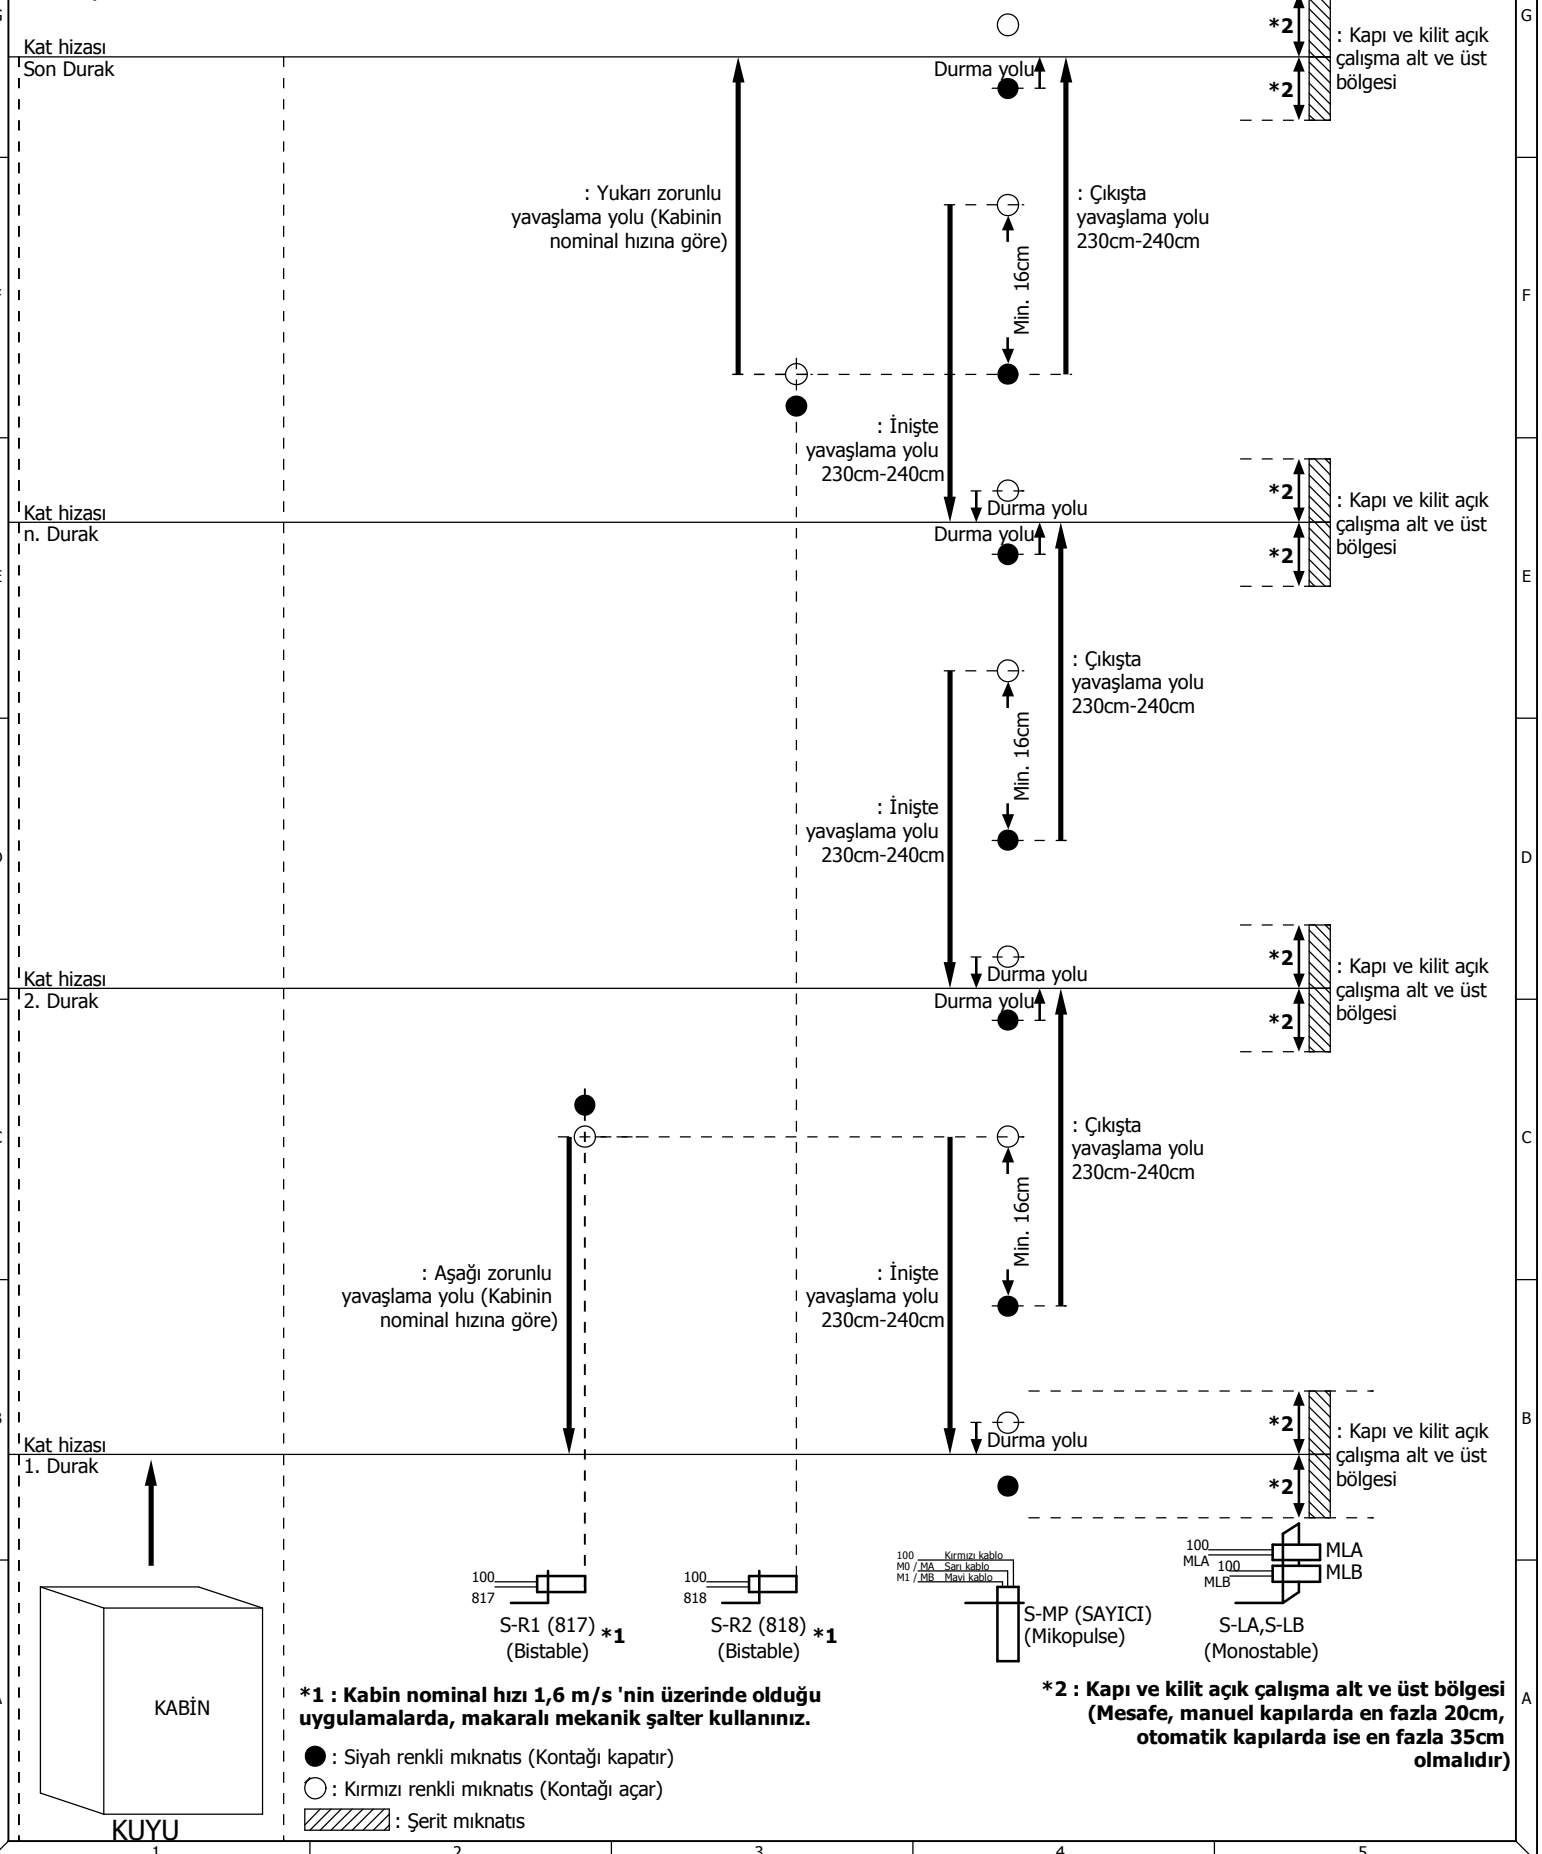 G
*2
G
Kat hizası
: Kapı ve kilit açık
çalışma alt ve üst
bölgesi
Son Durak
Durma yolu
*2
: Yukarı zorunlu
yavaşlama yolu (Kabinin
nominal hızına göre)
: Çıkışta
yavaşlama yolu
230cm-240cm
Min. 16cm
F
: İnişte
yavaşlama yolu
230cm-240cm
*2
: Kapı ve kilit açık
çalışma alt ve üst
bölgesi
Kat hizası
Durma yolu
n. Durak
Durma yolu
*2
E
: Çıkışta
yavaşlama yolu
230cm-240cm
Min. 16cm
: İnişte
yavaşlama yolu
230cm-240cm
D
*2
: Kapı ve kilit açık
çalışma alt ve üst
bölgesi
Kat hizası
Durma yolu
2. Durak
Durma yolu
*2
: Çıkışta
yavaşlama yolu
230cm-240cm
C
Min. 16cm
: Aşağı zorunlu
yavaşlama yolu (Kabinin
nominal hızına göre)
: İnişte
yavaşlama yolu
230cm-240cm
*2
B
: Kapı ve kilit açık
çalışma alt ve üst
bölgesi
Kat hizası
Durma yolu
1. Durak
*2
100
817
S-R1 (817) *1
(Bistable)
100
818
S-R2 (818) *1
(Bistable)
100 Kırmızı kablo
M0 / MA Sarı kablo
M1 / MB Mavi kablo
S-MP (SAYICI)
(Mikopulse)
100
MLA
100
MLB
MLA
MLB
S-LA,S-LB
(Monostable)
KABİN
KUYU
*1 : Kabin nominal hızı 1,6 m/s 'nin üzerinde olduğu
uygulamalarda, makaralı mekanik şalter kullanınız.
*2 : Kapı ve kilit açık çalışma alt ve üst bölgesi
(Mesafe, manuel kapılarda en fazla 20cm,
otomatik kapılarda ise en fazla 35cm
olmalıdır)
A
: Siyah renkli mıknatıs (Kontağı kapatır)
: Kırmızı renkli mıknatıs (Kontağı açar)
: Şerit mıknatıs
1
2
3
4
5